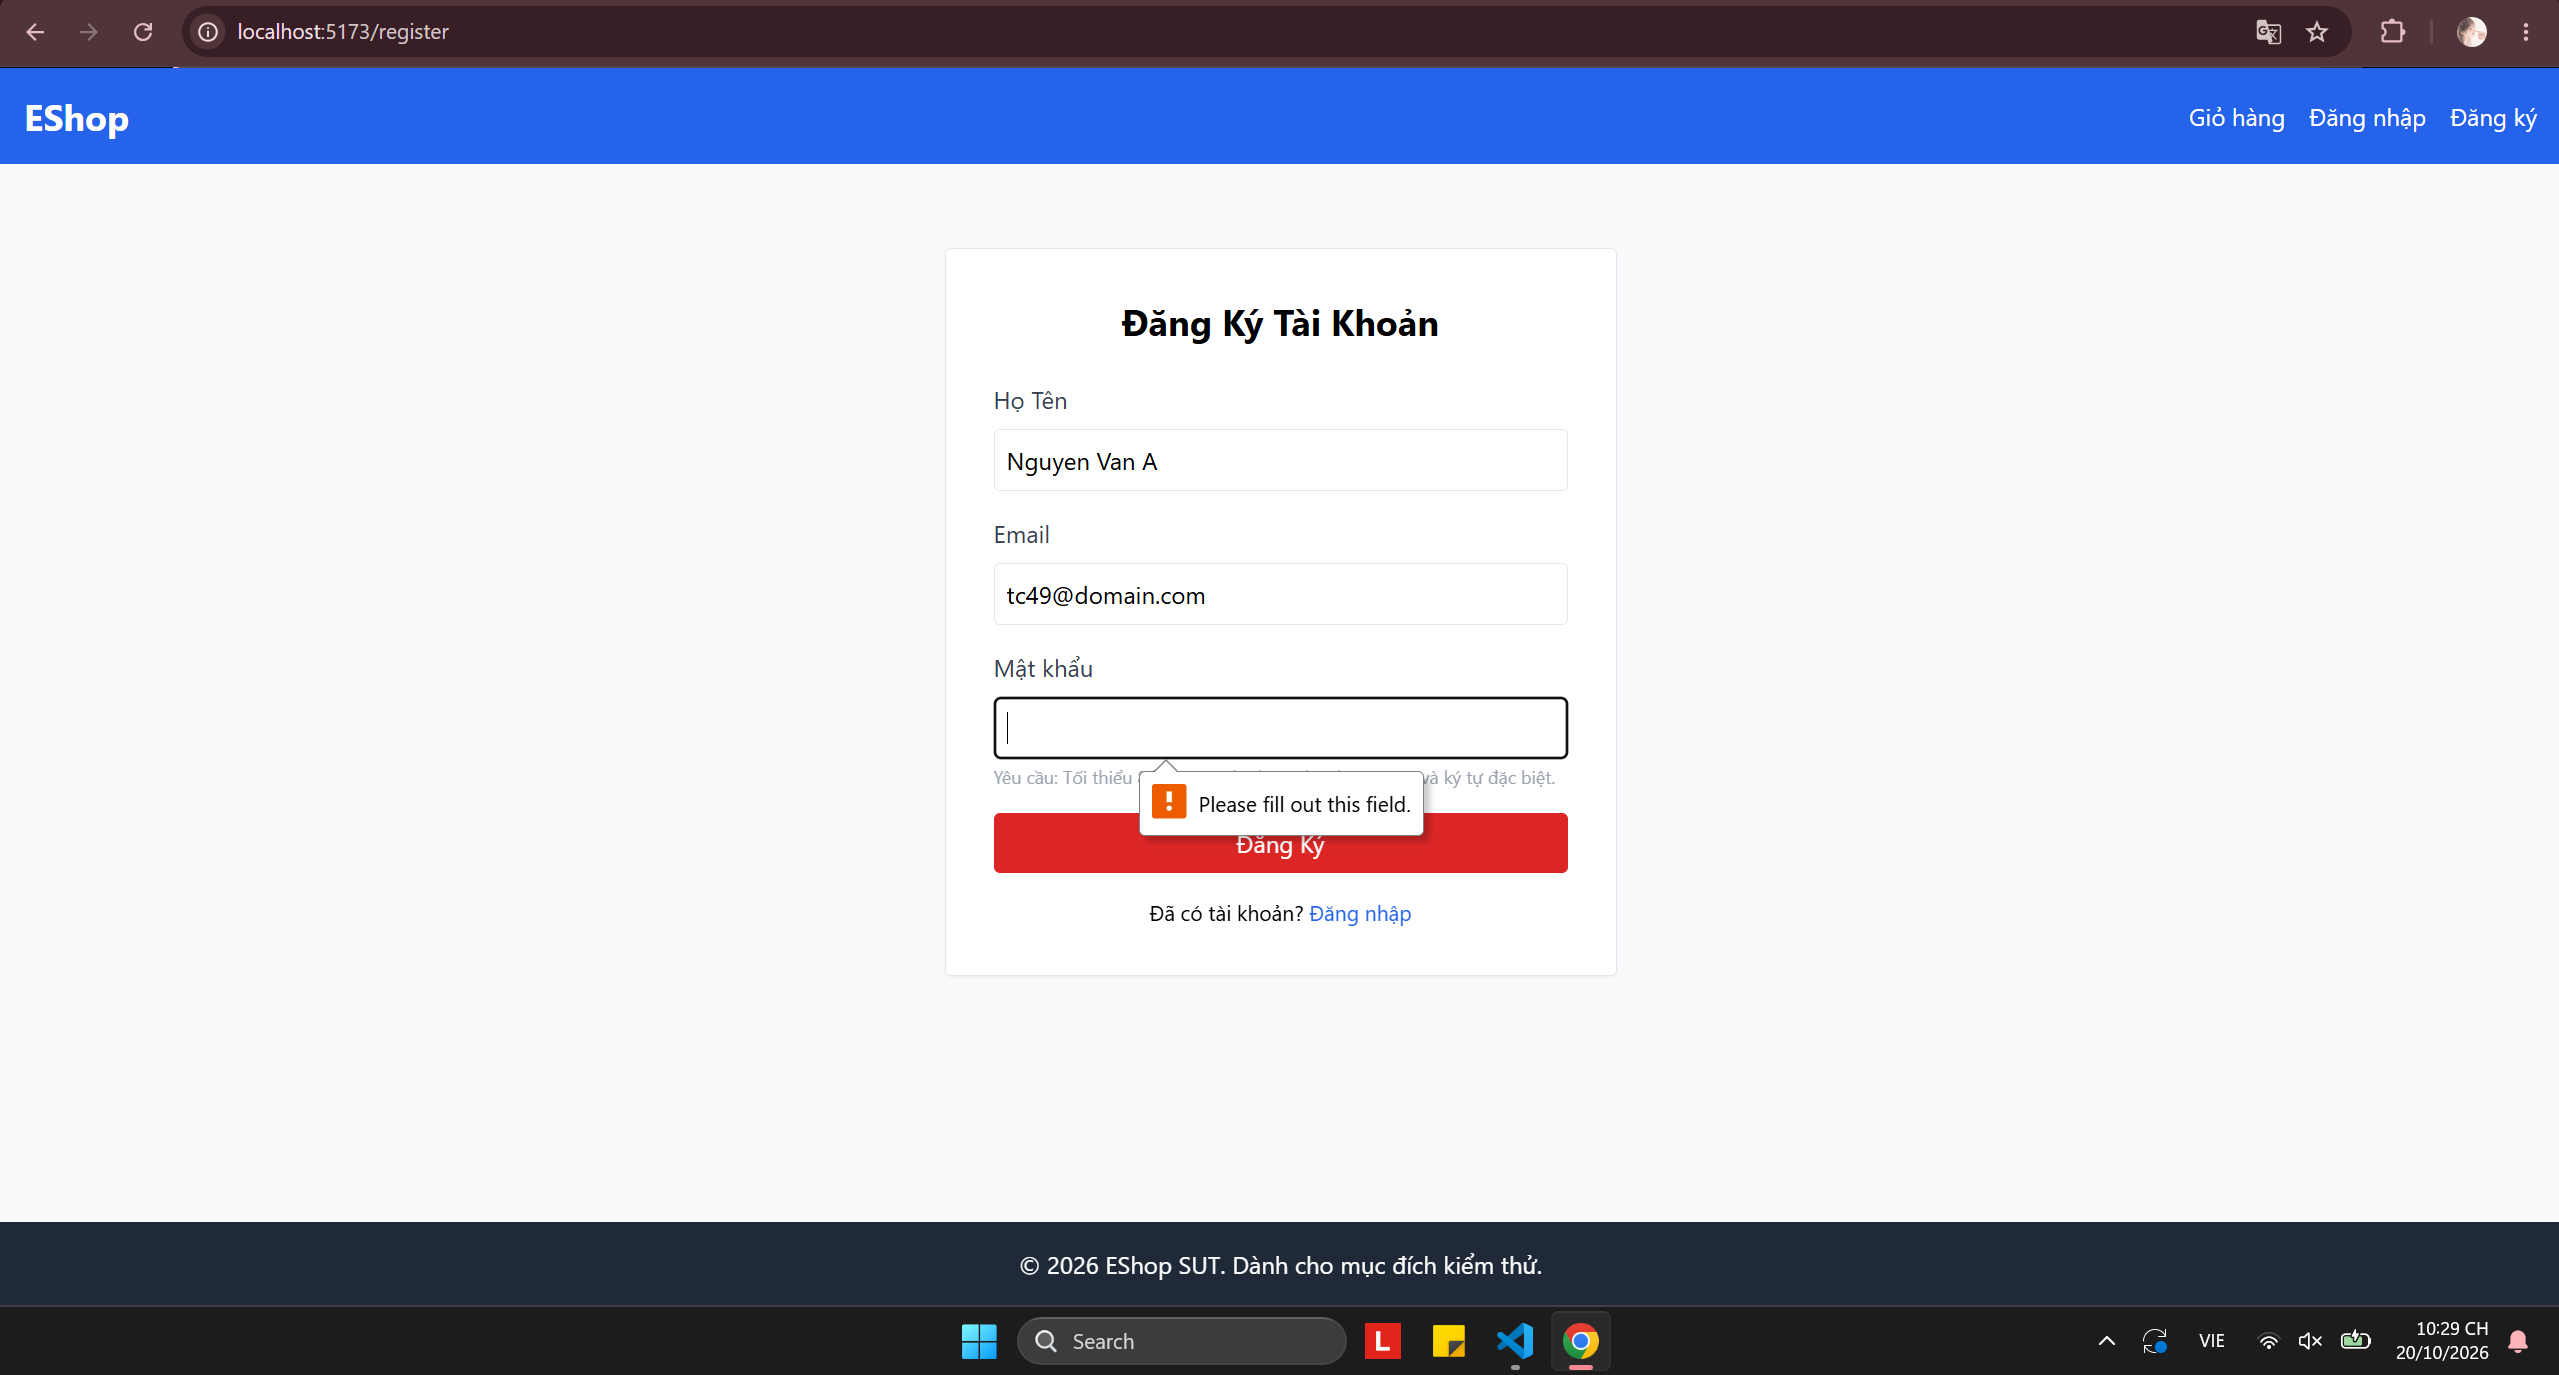 localhost:5173/register
EShop
Giỏ hàng Đăng nhập Đăng ký
Đăng Ký Tài Khoản
Họ Tên
Nguyen Van A
Email
tc49@domain.com
Mật khẩu
Yêu cầu: Tối thiểu và ký tự đặc biệt.
Please fill out this field.
Đăng Ký
Đã có tài khoản? Đăng nhập
© 2026 EShop SUT. Dành cho mục đích kiểm thử.
Search
L
VIE
10:29 CH
20/10/2026